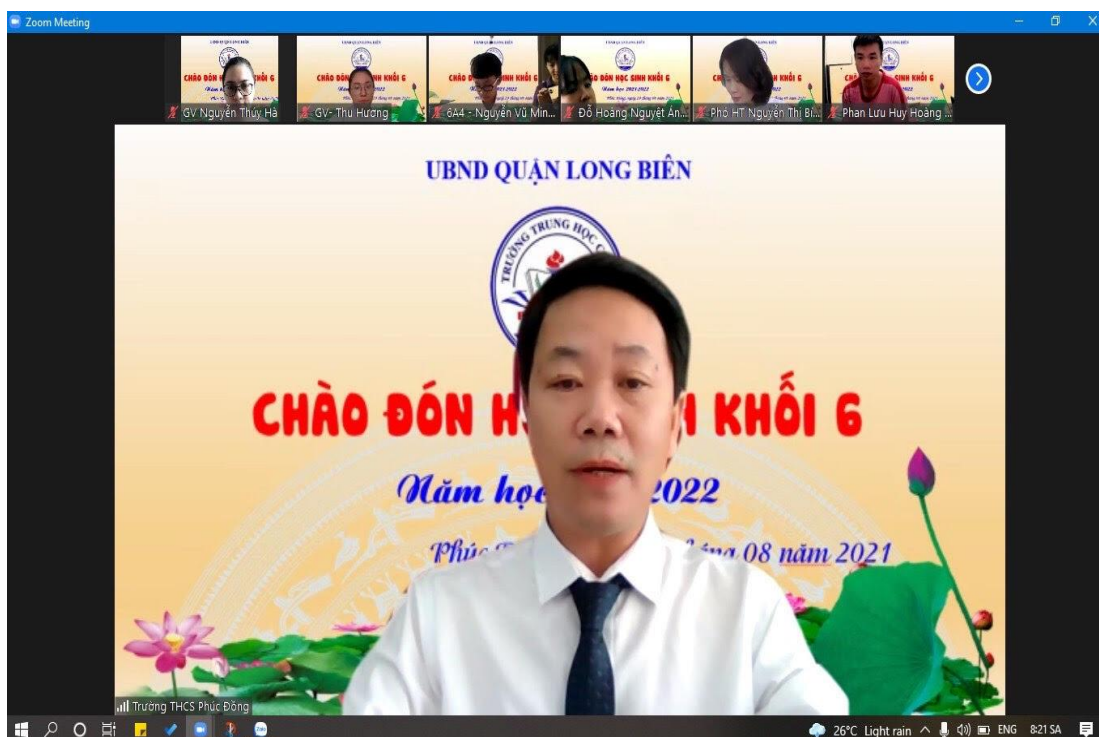 Zoom Meeting
GV Nguyễn Thúy Hà
GV- Thu Hương
6A4 - Nguyễn Vũ Min...
Đỗ Hoàng Nguyệt An...
Phó HT Nguyễn Thị Bí...
Phan Lưu Huy Hoàng ...
UBND QUẬN LONG BIÊN
TRƯỜNG TRUNG HỌC
CHÀO ĐÓN KHỐI 6
Năm học 2022
08 năm 2021
Trường THCS Phúc Đồng
26°C Light rain ENG 8:21 SA